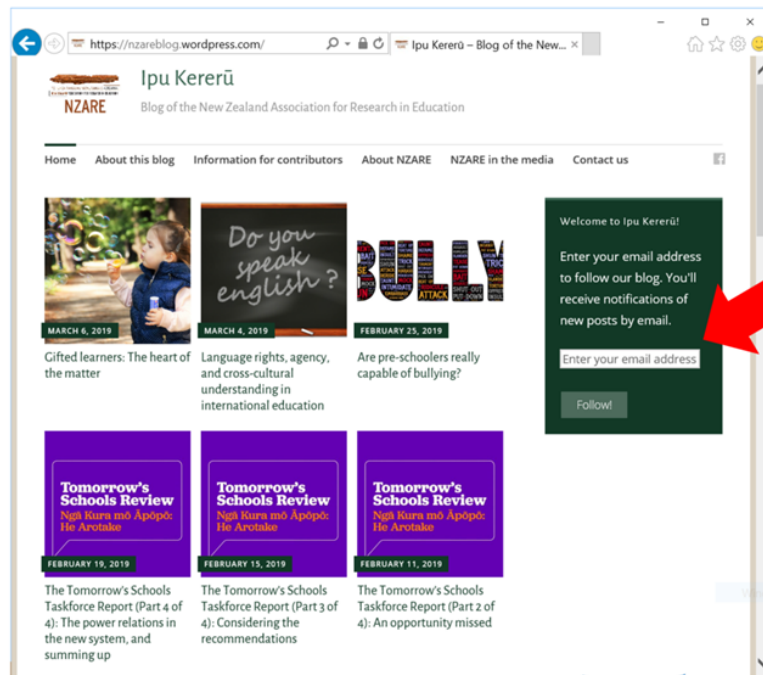 https://nzareblog.wordpress.com/
Ipu Kererū – Blog of the New...
NZARE
Ipu Kererū
Blog of the New Zealand Association for Research in Education
Home About this blog Information for contributors About NZARE NZARE in the media Contact us
Do you
speak
english ?
BULLY
ATTACK
MARCH 6, 2019
Gifted learners: The heart of
the matter
MARCH 4, 2019
Language rights, agency,
and cross-cultural
understanding in
international education
FEBRUARY 25, 2019
Are pre-schoolers really
capable of bullying?
Welcome to Ipu Kererū!
Enter your email address
to follow our blog. You'll
receive notifications of
new posts by email.
Enter your email address
Follow!
Tomorrow's
Schools Review
Ngā Kura mō Āpōpō:
He Arotake
FEBRUARY 19, 2019
The Tomorrow's Schools
Taskforce Report (Part 4 of
4): The power relations in
the new system, and
summing up
Tomorrow's
Schools Review
Ngā Kura mō Āpōpō:
He Arotake
FEBRUARY 15, 2019
The Tomorrow's Schools
Taskforce Report (Part 3 of
4): Considering the
recommendations
Tomorrow's
Schools Review
Ngā Kura mō Āpōpō:
He Arotake
FEBRUARY 11, 2019
The Tomorrow's Schools
Taskforce Report (Part 2 of
4): An opportunity missed